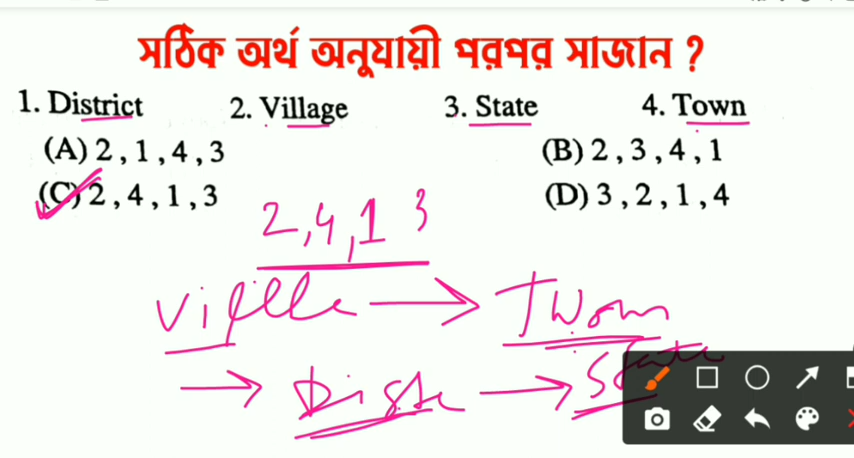 সঠিক অর্থ অনুযায়ী পরপর সাজান ?
1. District 2. Village 3. State 4. Town
(A) 2 , 1 , 4 , 3 (B) 2 , 3 , 4 , 1
(C) 2 , 4 , 1 , 3 (D) 3 , 2 , 1 , 4
2,4,1 3